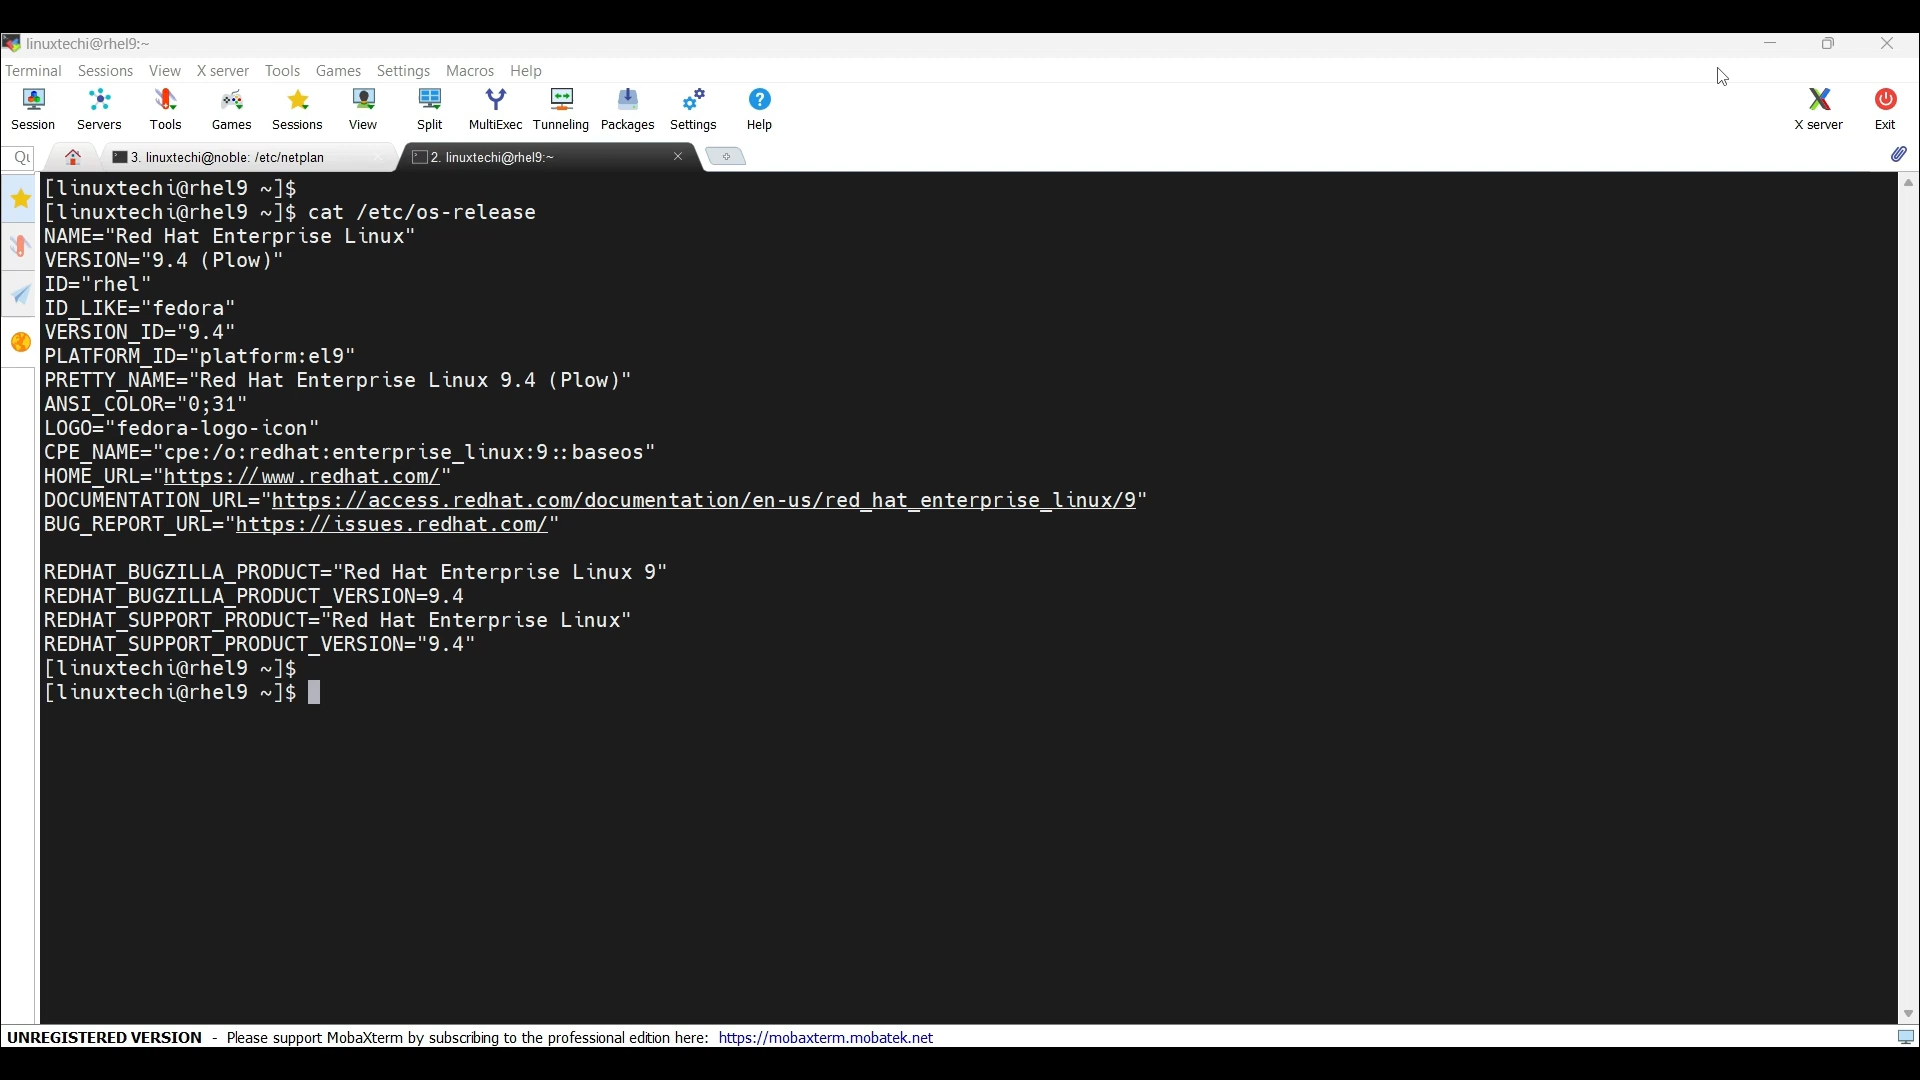 linuxtechi@rhel9:~
Terminal Sessions View X server Tools Games Settings Macros Help
Session Servers Tools Games Sessions View Split MultiExec Tunneling Packages Settings Help X server Exit
Qu 3. linuxtechi@noble: /etc/netplan 2. linuxtechi@rhel9:~
[linuxtechi@rhel9 ~]$
[linuxtechi@rhel9 ~]$ cat /etc/os-release
NAME="Red Hat Enterprise Linux"
VERSION="9.4 (Plow)"
ID="rhel"
ID_LIKE="fedora"
VERSION_ID="9.4"
PLATFORM_ID="platform:el9"
PRETTY_NAME="Red Hat Enterprise Linux 9.4 (Plow)"
ANSI_COLOR="0;31"
LOGO="fedora-logo-icon"
CPE_NAME="cpe:/o:redhat:enterprise_linux:9::baseos"
HOME_URL="https://www.redhat.com/"
DOCUMENTATION_URL="https://access.redhat.com/documentation/en-us/red_hat_enterprise_linux/9"
BUG_REPORT_URL="https://issues.redhat.com/"
REDHAT_BUGZILLA_PRODUCT="Red Hat Enterprise Linux 9"
REDHAT_BUGZILLA_PRODUCT_VERSION=9.4
REDHAT_SUPPORT_PRODUCT="Red Hat Enterprise Linux"
REDHAT_SUPPORT_PRODUCT_VERSION="9.4"
[linuxtechi@rhel9 ~]$
[linuxtechi@rhel9 ~]$
UNREGISTERED VERSION - Please support MobaXterm by subscribing to the professional edition here: https://mobaxterm.mobatek.net